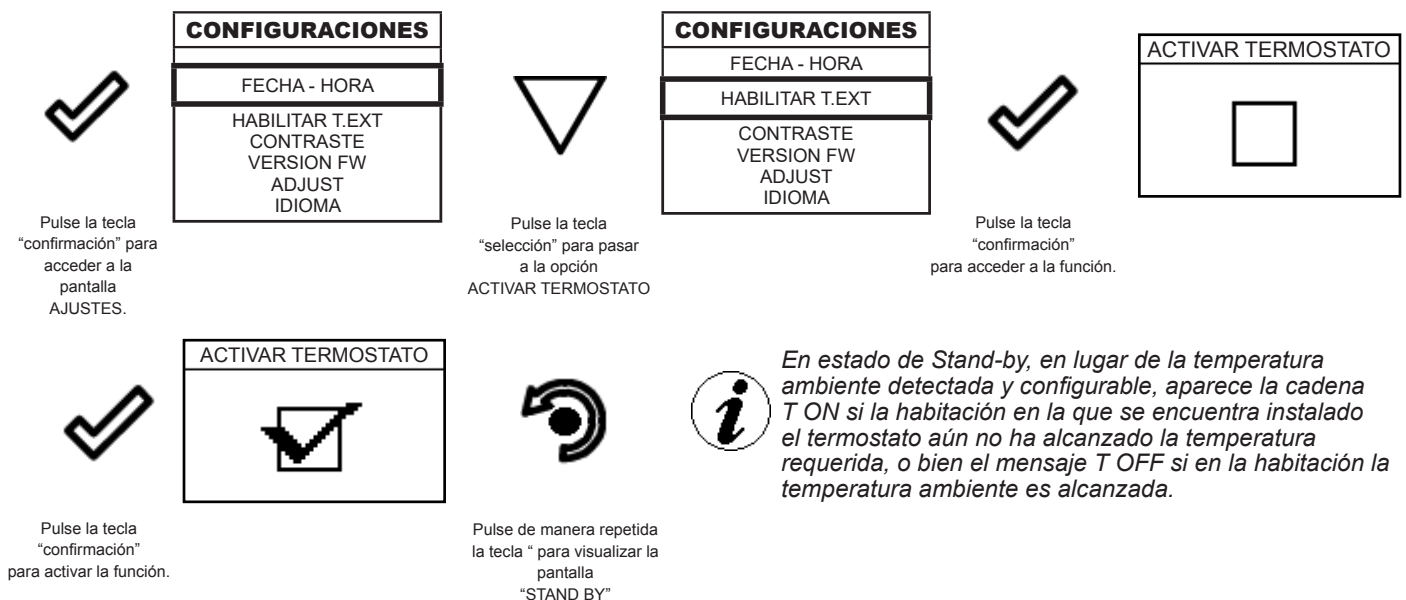 CONFIGURACIONES
FECHA - HORA
HABILITAR T.EXT
CONTRASTE
VERSION FW
ADJUST
IDIOMA
Pulse la tecla
“confirmación” para
acceder a la
pantalla
AJUSTES.
Pulse la tecla
“selección” para pasar
a la opción
ACTIVAR TERMOSTATO
CONFIGURACIONES
FECHA - HORA
HABILITAR T.EXT
CONTRASTE
VERSION FW
ADJUST
IDIOMA
Pulse la tecla
“confirmación”
para acceder a la función.
ACTIVAR TERMOSTATO
Pulse la tecla
“confirmación”
para activar la función.
ACTIVAR TERMOSTATO
Pulse de manera repetida
la tecla “ para visualizar la
pantalla
“STAND BY”
i
En estado de Stand-by, en lugar de la temperatura
ambiente detectada y configurable, aparece la cadena
T ON si la habitación en la que se encuentra instalado
el termostato aún no ha alcanzado la temperatura
requerida, o bien el mensaje T OFF si en la habitación la
temperatura ambiente es alcanzada.